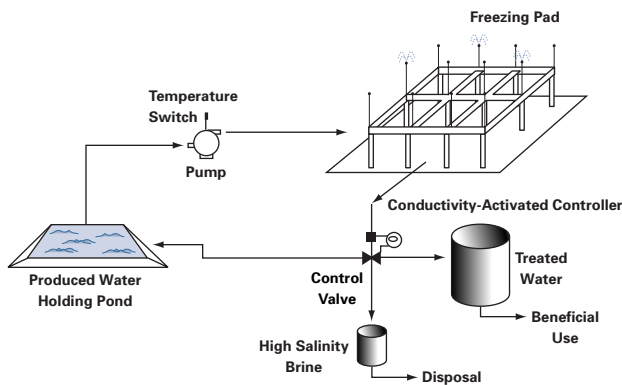 Freezing Pad
Temperature
Switch
Pump
Conductivity-Activated Controller
Produced Water
Holding Pond
Control
Valve
Treated
Water
Beneficial
Use
High Salinity
Brine
Disposal